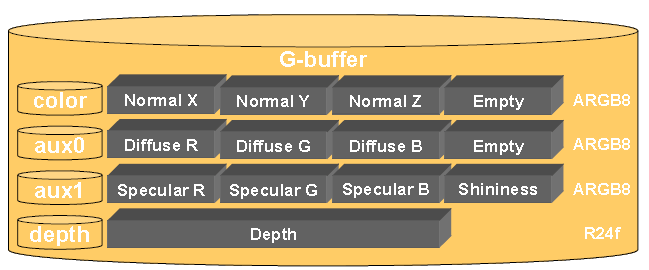 G-buffer
color Normal X Normal Y Normal Z Empty ARGB8
aux0 Diffuse R Diffuse G Diffuse B Empty ARGB8
aux1 Specular R Specular G Specular B Shininess ARGB8
depth Depth R24f